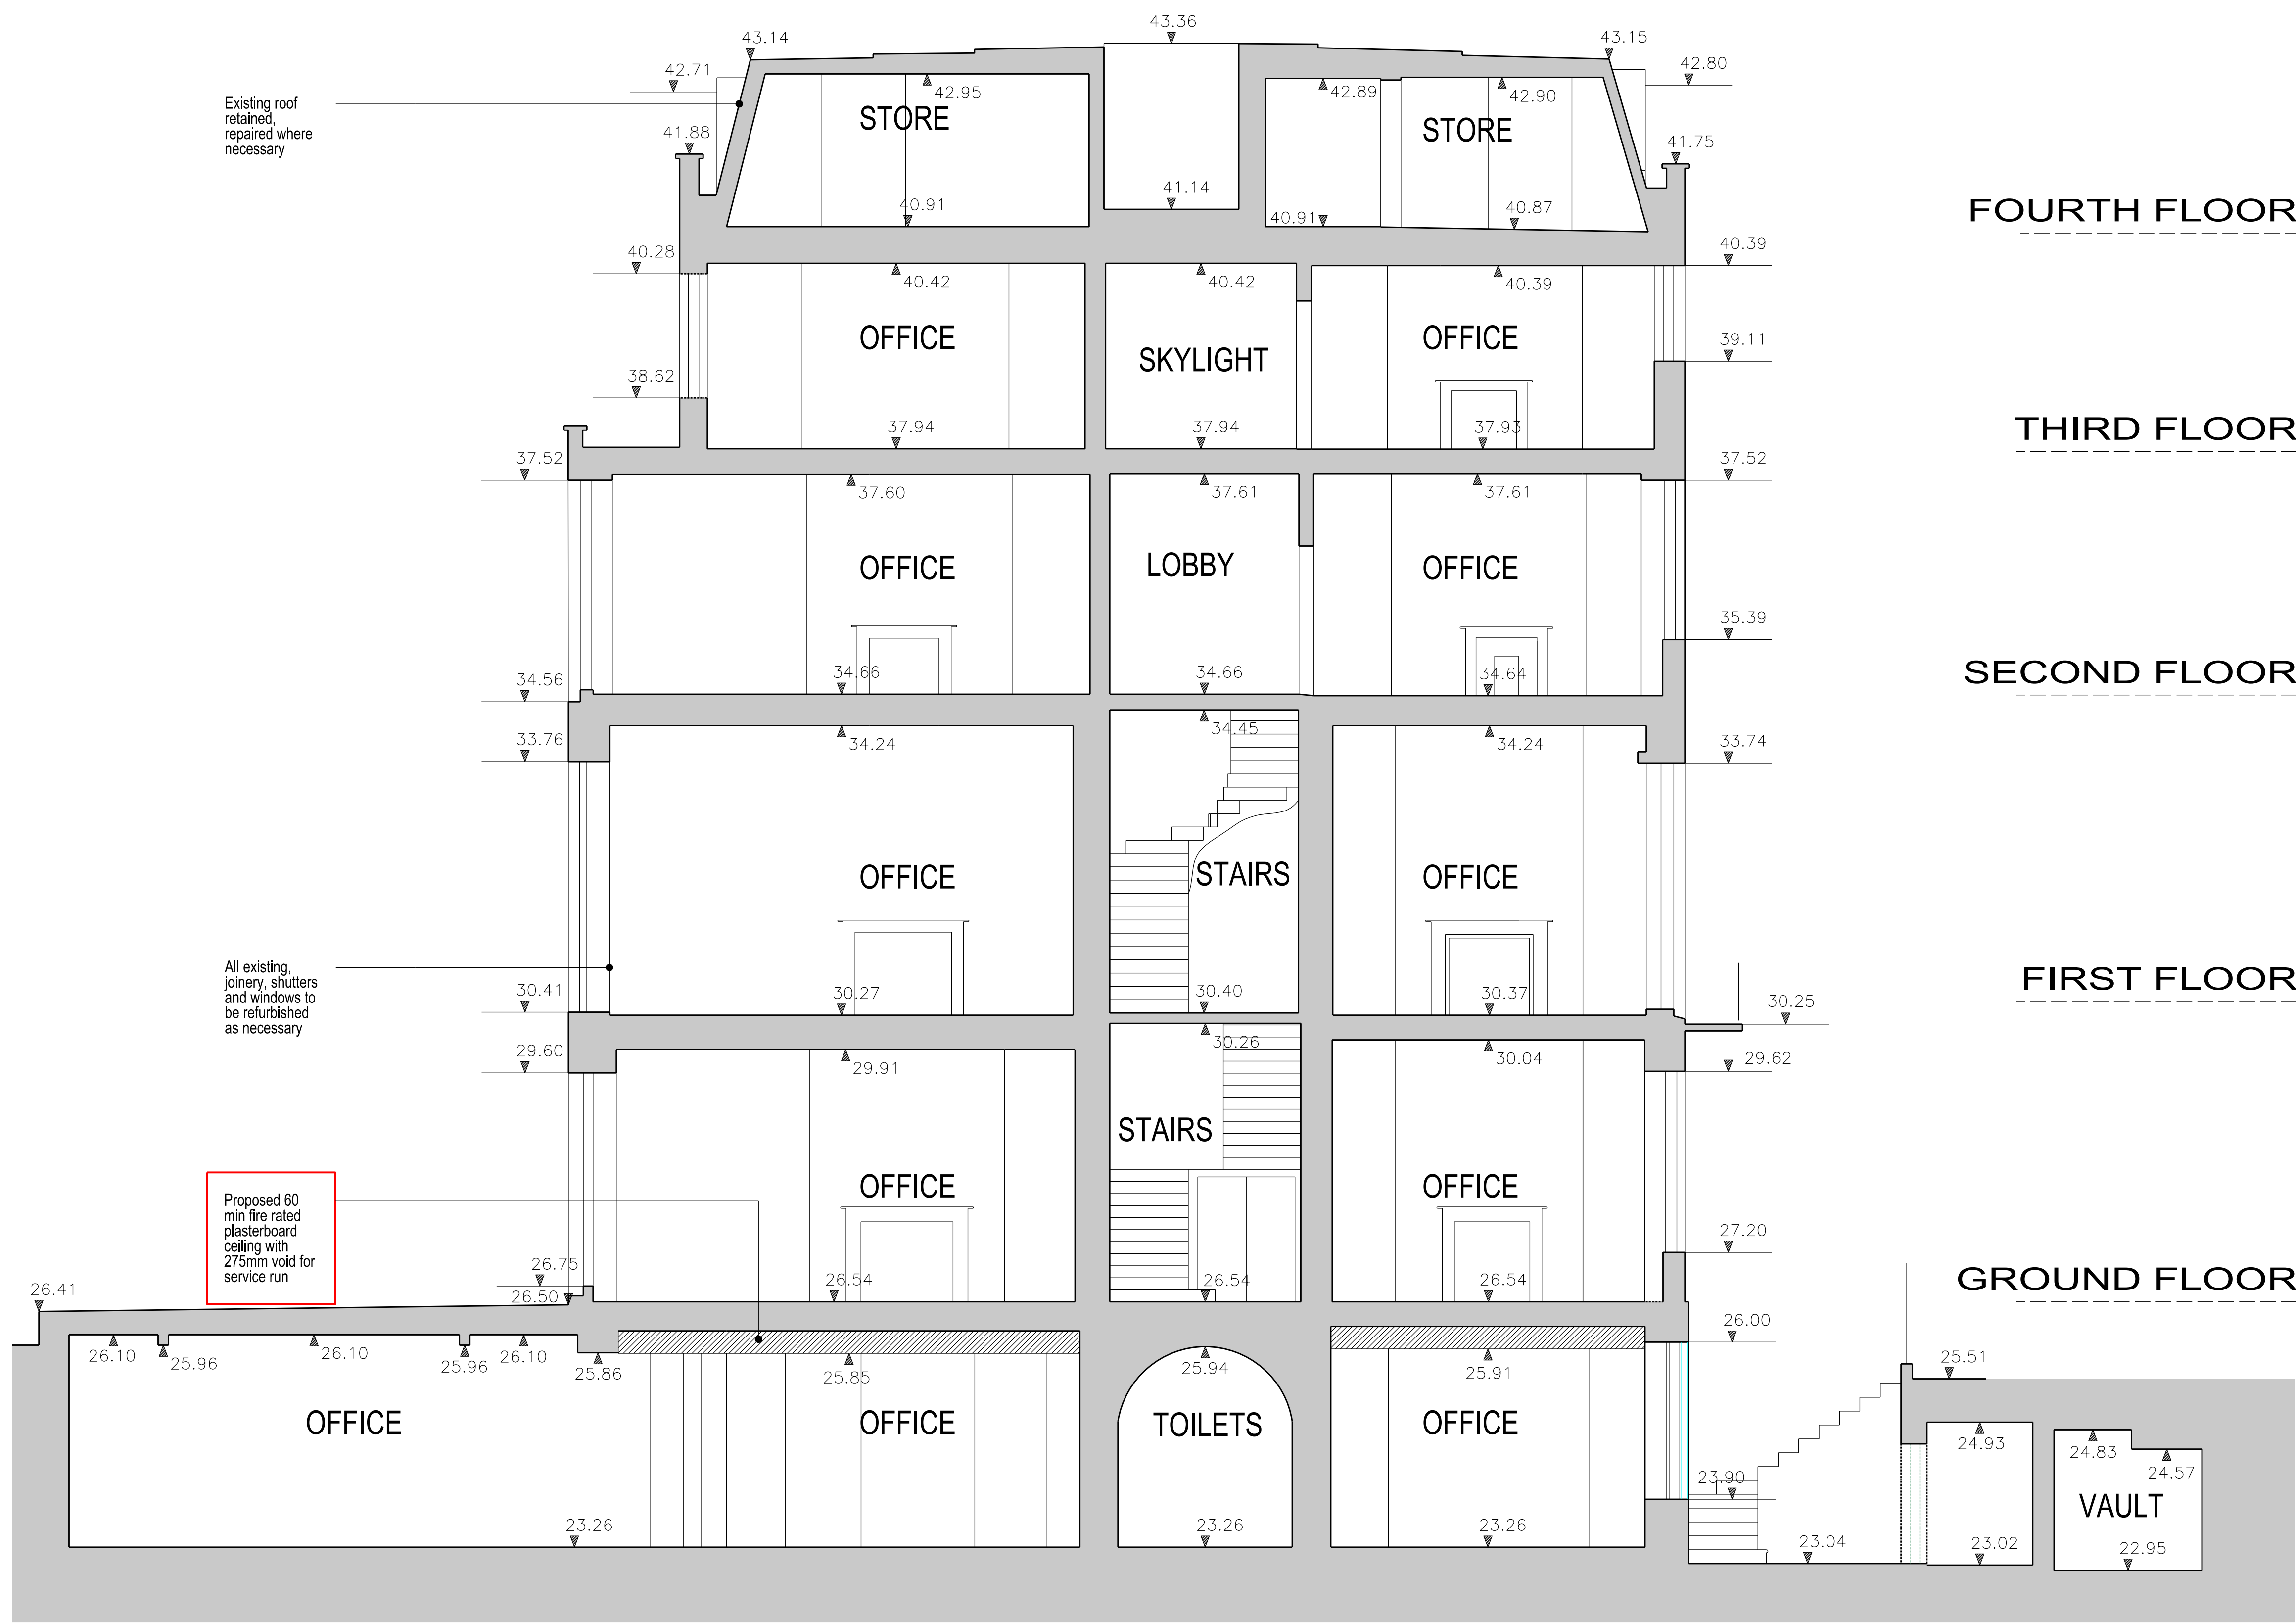 43.36
43.14
43.15
42.71
42.80
Existing roof
retained,
repaired where
necessary
42.95
42.89
42.90
STORE
STORE
41.88
41.75
41.14
40.91
40.91
40.87
FOURTH FLOOR
40.28
40.39
40.42
40.42
40.39
OFFICE
SKYLIGHT
OFFICE
39.11
38.62
37.94
37.94
37.93
THIRD FLOOR
37.52
37.52
37.60
37.61
37.61
OFFICE
LOBBY
OFFICE
35.39
34.66
34.66
34.64
34.56
SECOND FLOOR
34.45
33.76
34.24
34.24
33.74
OFFICE
STAIRS
OFFICE
All existing,
joinery, shutters
and windows to
be refurbished
as necessary
30.41
30.27
30.40
30.37
30.25
FIRST FLOOR
29.60
29.91
30.26
30.04
29.62
STAIRS
OFFICE
OFFICE
Proposed 60
min fire rated
plasterboard
ceiling with
275mm void for
service run
27.20
26.75
26.41
26.50
26.54
26.54
26.54
GROUND FLOOR
26.00
26.10
25.96
26.10
25.96
26.10
25.86
25.85
25.94
25.91
25.51
OFFICE
OFFICE
TOILETS
OFFICE
24.93
24.83
24.57
23.90
VAULT
23.26
23.26
23.26
23.04
23.02
22.95